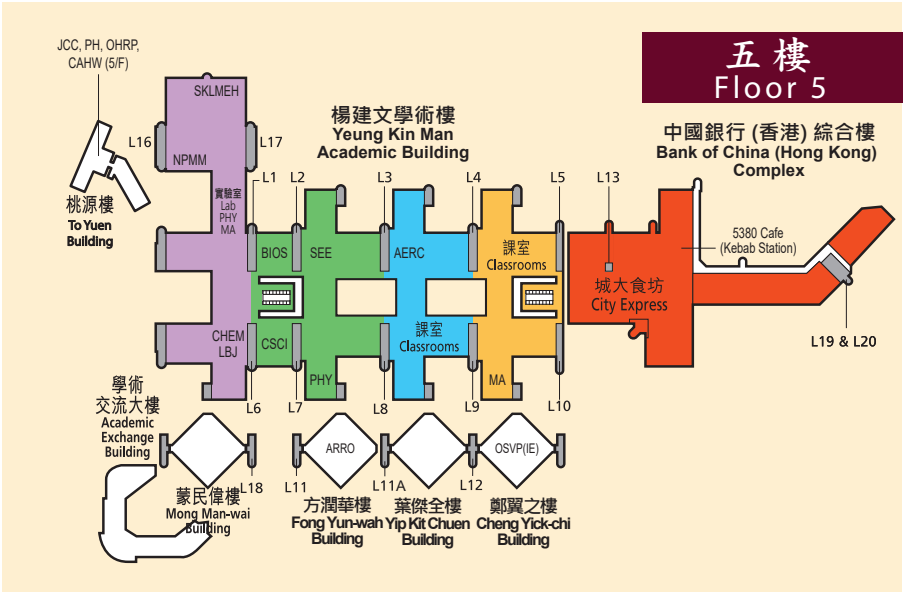 五樓
Floor 5
JCC, PH, OHRP,
CAHW (5/F)
桃源樓
To Yuen
Building
楊建文學術樓
Yeung Kin Man
Academic Building
中國銀行 (香港) 綜合樓
Bank of China (Hong Kong)
Complex
SKLMEH
L16
L17
NPMM
L1
L2
L3
L4
L5
L13
實驗室
Lab
PHY
MA
BIOS
SEE
AERC
課室
Classrooms
5380 Cafe
(Kebab Station)
城大食坊
City Express
L19 & L20
CHEM
LBJ
CSCI
PHY
課室
Classrooms
MA
L6
L7
L8
L9
L10
學術
交流大樓
Academic
Exchange
Building
ARRO
OSVP(IE)
L18
L11
L11A
L12
蒙民偉樓
Mong Man-wai
Building
方潤華樓
Fong Yun-wah
Building
葉傑全樓
Yip Kit Chuen
Building
鄭翼之樓
Cheng Yick-chi
Building